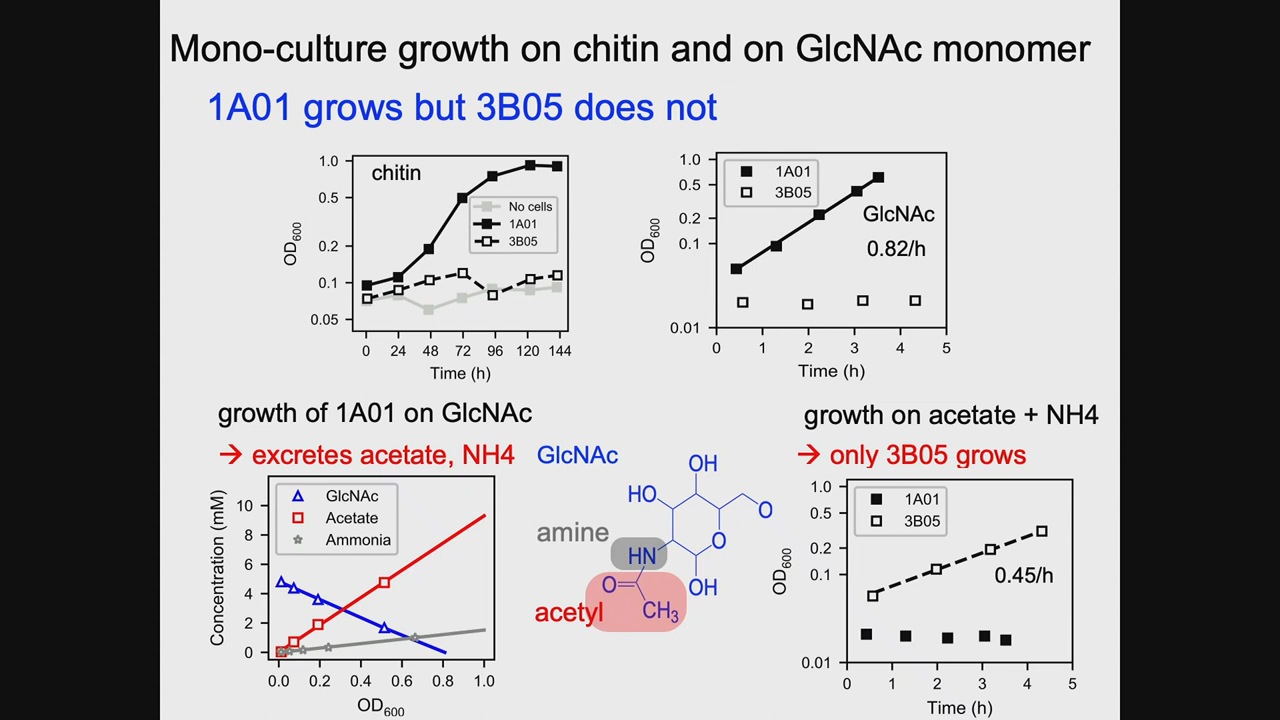 Mono-culture growth on chitin and on GlcNAc monomer
1A01 grows but 3B05 does not
chitin
1.0
0.5
0.2
0.1
0.05
OD600
No cells
1A01
3B05
0 24 48 72 96 120 144
Time (h)
1.0
0.5
0.2
0.1
0.01
OD600
1A01
3B05
GlcNAc
0.82/h
0 1 2 3 4 5
Time (h)
growth of 1A01 on GlcNAc
→ excretes acetate, NH4
Concentration (mM)
10
8
6
4
2
0
GlcNAc
Acetate
Ammonia
0.0 0.2 0.4 0.6 0.8 1.0
OD600
GlcNAc
OH
HO
O
amine
HN
O
O
OH
acetyl
CH3
growth on acetate + NH4
→ only 3B05 grows
1.0
0.5
0.2
0.1
0.01
OD600
1A01
3B05
0.45/h
0 1 2 3 4 5
Time (h)